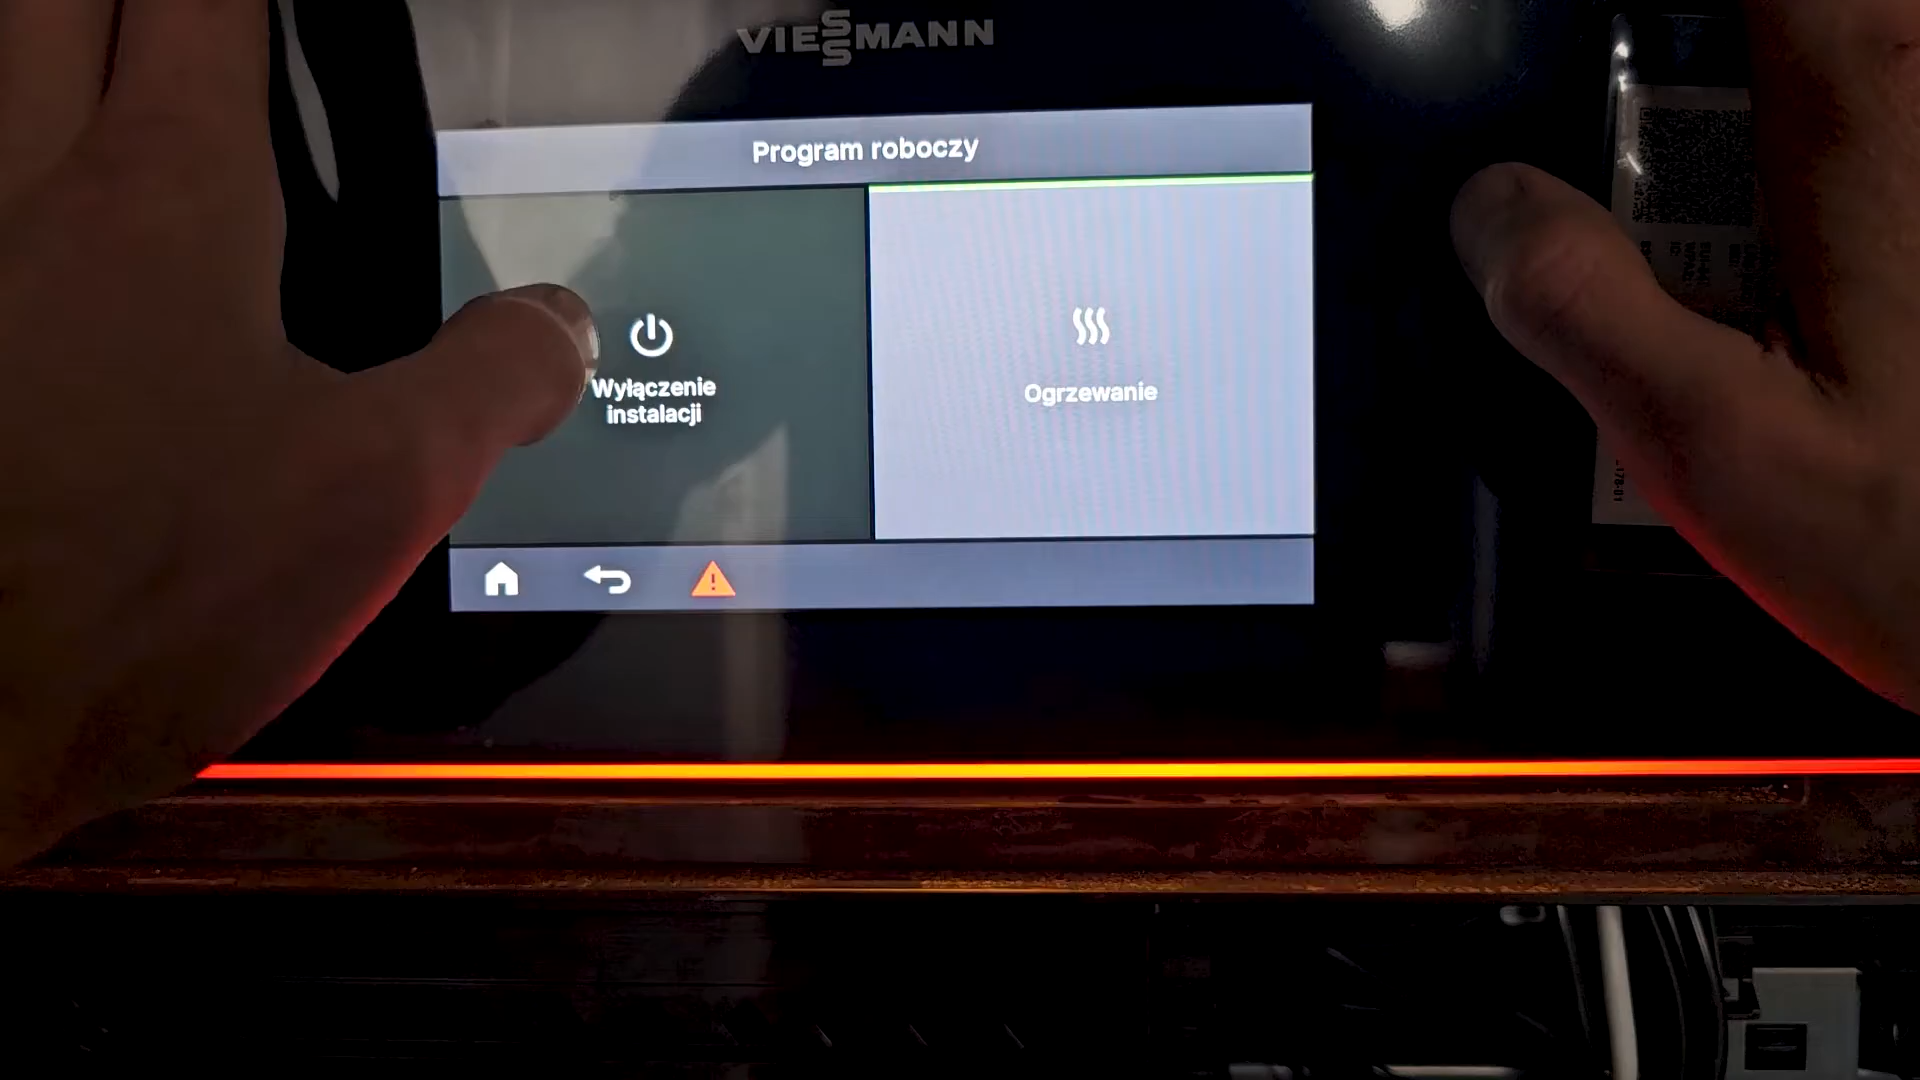 VIESSMANN
Program roboczy
Wyłączenie
instalacji
Ogrzewanie